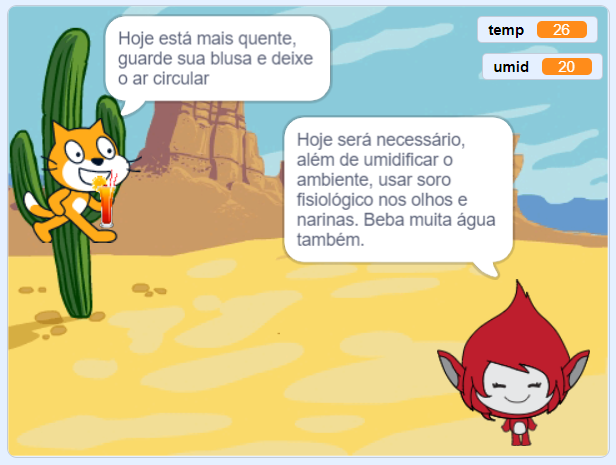 Hoje está mais quente,
guarde sua blusa e deixe
o ar circular
temp 26
umid 20
Hoje será necessário,
além de umidificar o
ambiente, usar soro
fisiológico nos olhos e
narinas. Beba muita água
também.